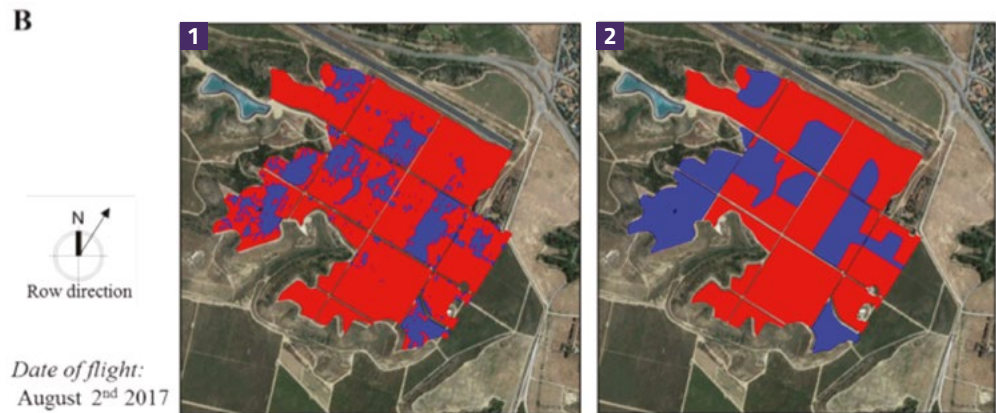 B
1
2
N
Row direction
Date of flight:
August 2nd 2017